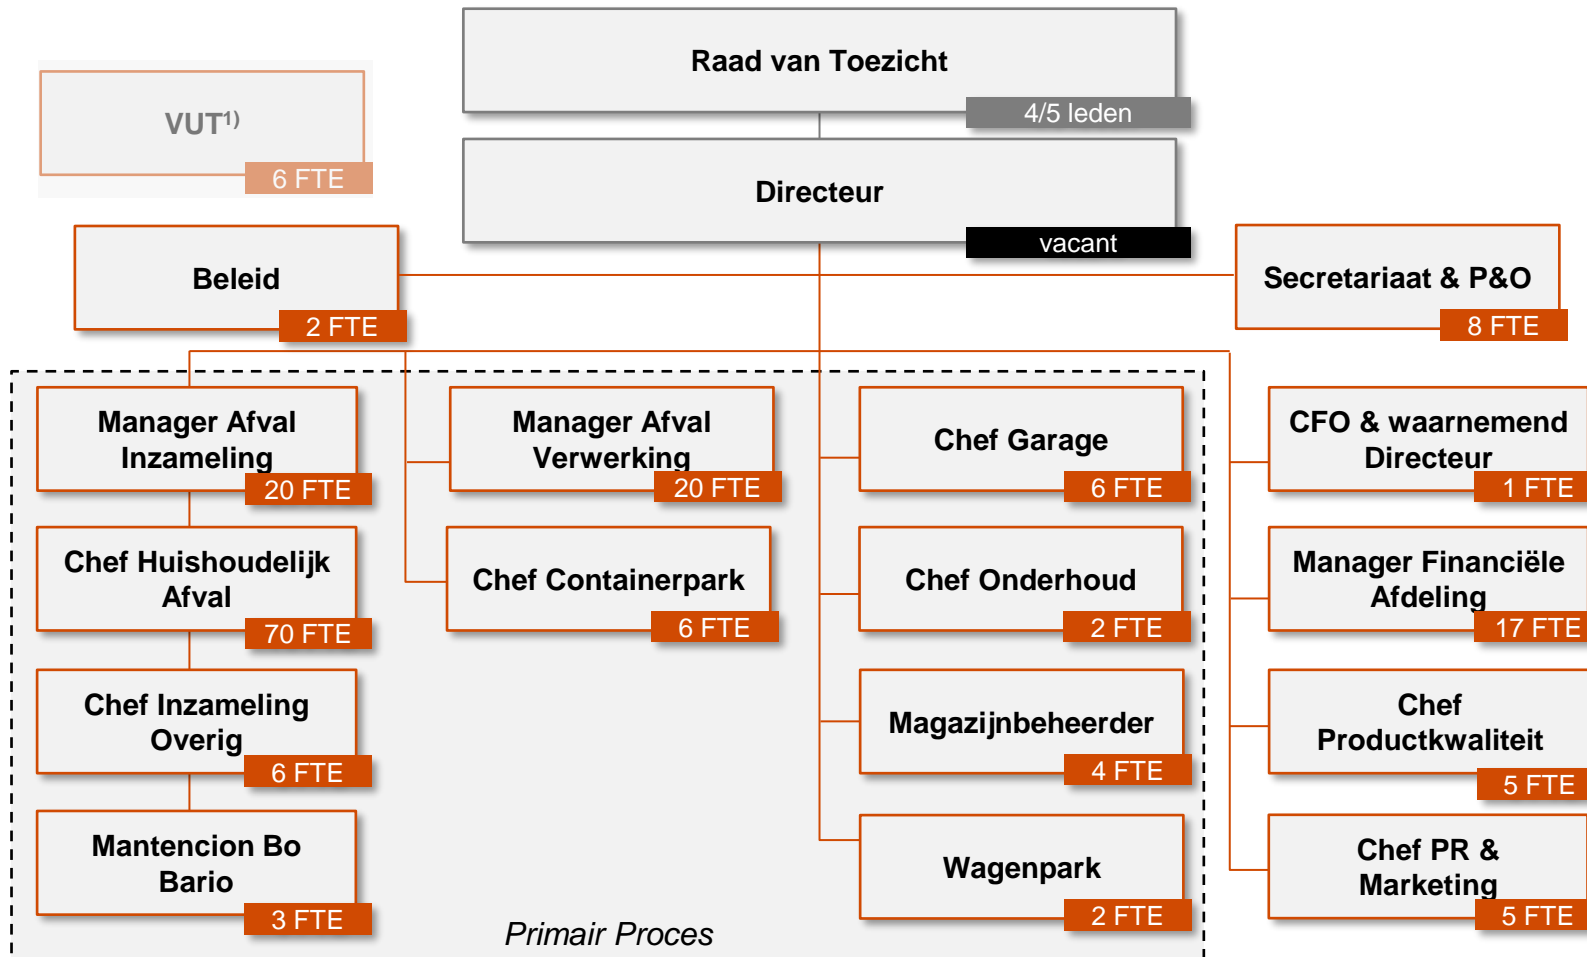 Raad van Toezicht
4/5 leden
VUT1)
6 FTE
Directeur
vacant
Beleid
2 FTE
Secretariaat & P&O
8 FTE
Manager Afval
Inzameling
20 FTE
Manager Afval
Verwerking
20 FTE
Chef Garage
6 FTE
CFO & waarnemend
Directeur
1 FTE
Chef Huishoudelijk
Afval
70 FTE
Chef Containerpark
6 FTE
Chef Onderhoud
2 FTE
Manager Financiële
Afdeling
17 FTE
Chef Inzameling
Overig
6 FTE
Magazijnbeheerder
4 FTE
Chef
Productkwaliteit
5 FTE
Mantencion Bo
Bario
3 FTE
Wagenpark
2 FTE
Chef PR &
Marketing
5 FTE
Primair Proces